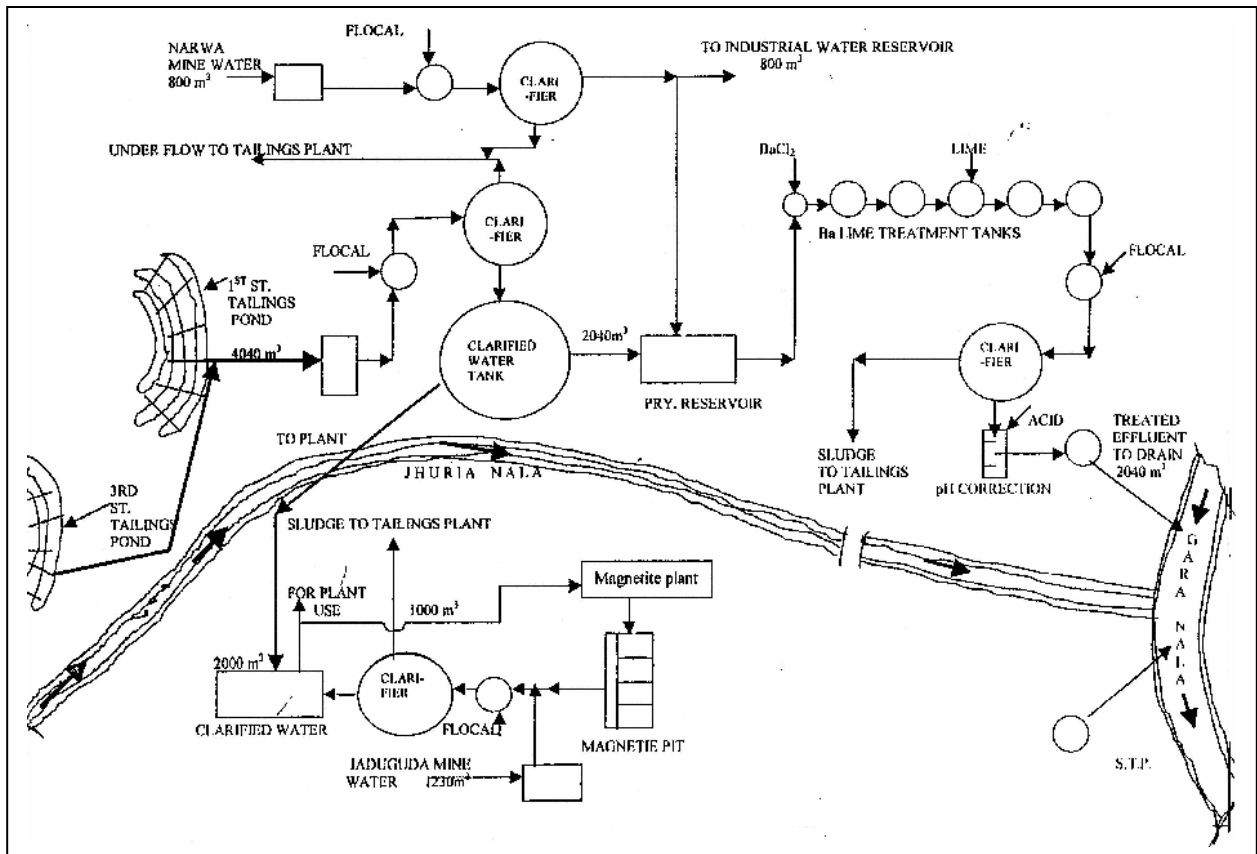 NARWA
MINE WATER
800 m³
FLOCAL
CLARI
-FIER
TO INDUSTRIAL WATER RESERVOIR
800 m³
UNDER FLOW TO TAILINGS PLANT
CLARI
-FIER
FLOCAL
BaCl₂
LIME
Ba LIME TREATMENT TANKS
FLOCAL
1ST ST.
TAILINGS
POND
4040 m³
CLARIFIED
WATER
TANK
2040m³
PRY. RESERVOIR
CLARI
-FIER
ACID
TREATED
EFFLUENT
TO DRAIN
2040 m³
SLUDGE
TO TAILINGS
PLANT
pH CORRECTION
TO PLANT
JHURIA NALA
3RD
ST.
TAILINGS
POND
SLUDGE TO TAILINGS PLANT
GARA NALA
FOR PLANT
USE
1000 m³
Magnetite plant
2000 m³
CLARI-
FIER
CLARIFIED WATER
FLOCAL
MAGNETIE PIT
JADUGUDA MINE
WATER 1230m³
S.T.P.